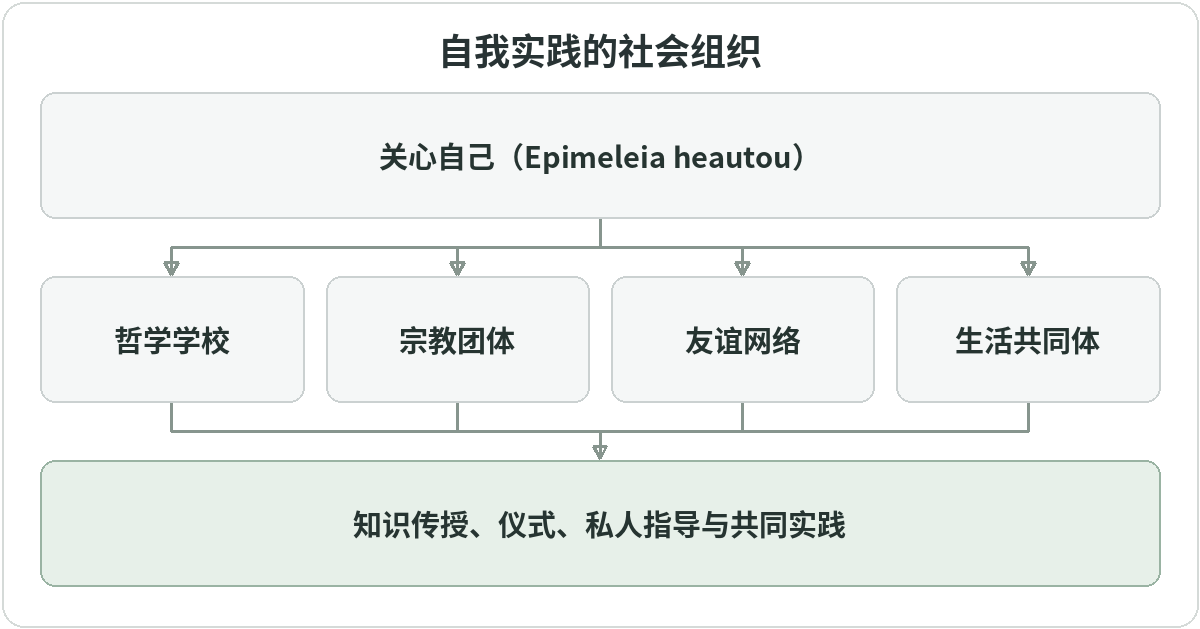 自我实践的社会组织
关心自己（Epimeleia heautou）
哲学学校
宗教团体
友谊网络
生活共同体
知识传授、仪式、私人指导与共同实践